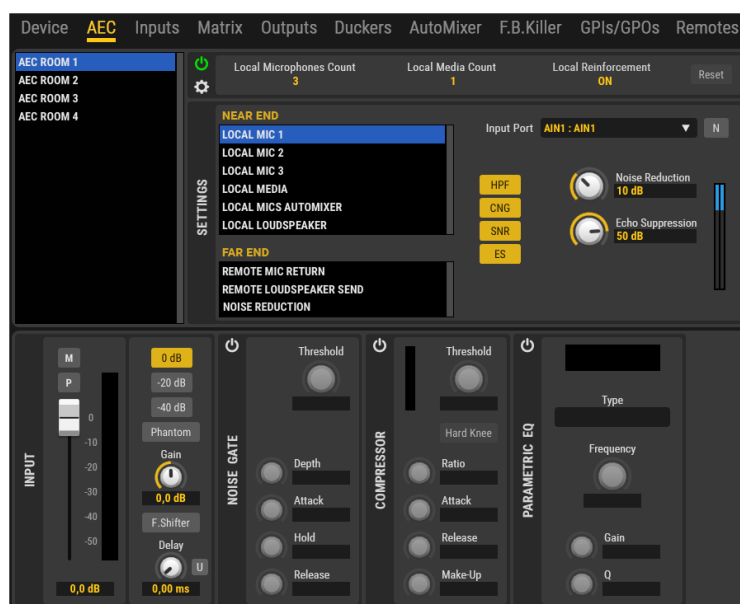 Device AEC Inputs Matrix Outputs Duckers AutoMixer F.B.Killer GPIs/GPOs Remotes
AEC ROOM 1
AEC ROOM 2
AEC ROOM 3
AEC ROOM 4
Local Microphones Count
3
Local Media Count
1
Local Reinforcement
ON
Reset
SETTINGS
NEAR END
LOCAL MIC 1
LOCAL MIC 2
LOCAL MIC 3
LOCAL MEDIA
LOCAL MICS AUTOMIXER
LOCAL LOUDSPEAKER
FAR END
REMOTE MIC RETURN
REMOTE LOUDSPEAKER SEND
NOISE REDUCTION
Input Port AIN1 : AIN1 N
HPF
CNG
SNR
ES
Noise Reduction
10 dB
Echo Suppression
50 dB
INPUT
M
P
0
-10
-20
-30
-40
-50
0,0 dB
0 dB
-20 dB
-40 dB
Phantom
Gain
0,0 dB
F.Shifter
Delay
U
0,00 ms
NOISE GATE
Threshold
Depth
Attack
Hold
Release
COMPRESSOR
Threshold
Hard Knee
Ratio
Attack
Release
Make-Up
PARAMETRIC EQ
Type
Frequency
Gain
Q